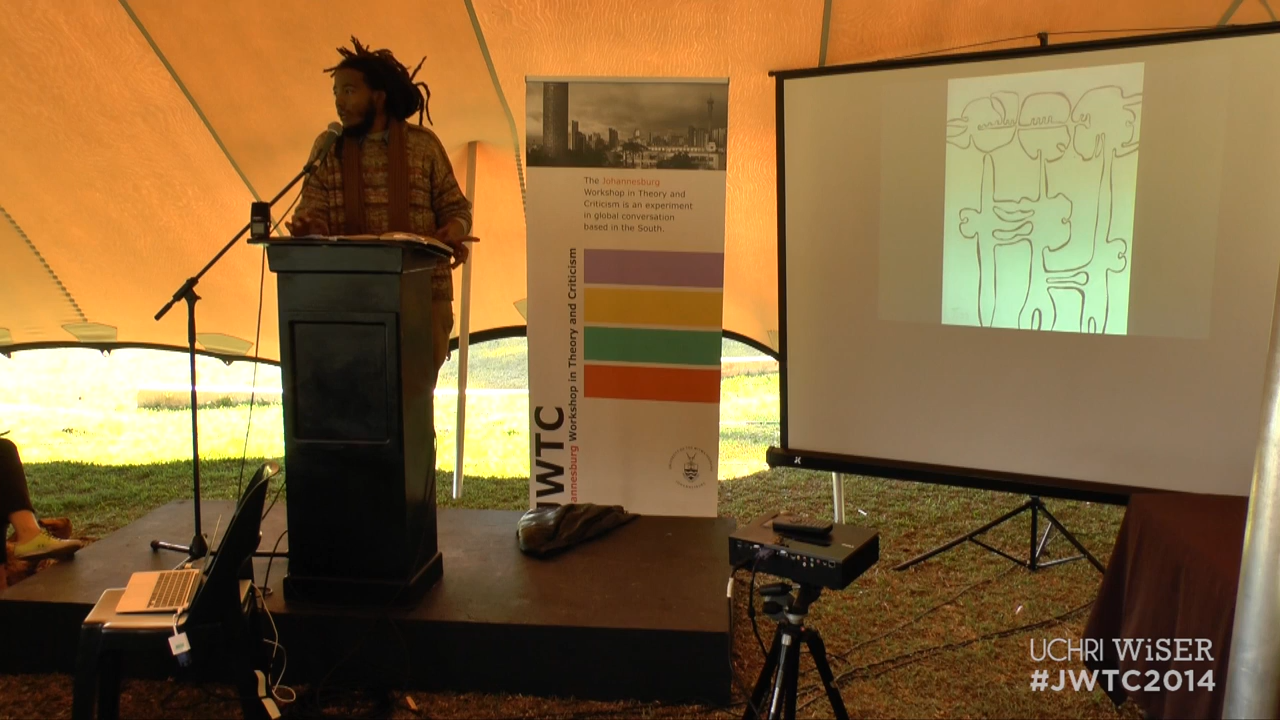 The Johannesburg
Workshop in Theory and
Criticism is an experiment
in global conversation
based in the South.
JWTC
Johannesburg Workshop in Theory and Criticism
UCHRI WiSER
#JWTC2014